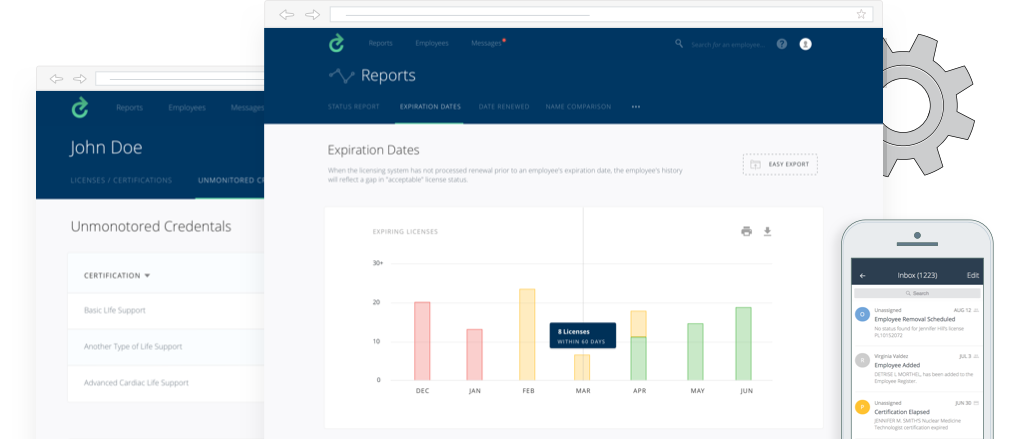 Reports Employees Messages
John Doe
LICENSES / CERTIFICATIONS UNMONITORED CR
Unmonotored Credentals
CERTIFICATION
Basic Life Support
Another Type of Life Support
Advanced Cardiac Life Support
Reports Employees Messages Search for an employee... ?
Reports
STATUS REPORT EXPIRATION DATES DATE RENEWED NAME COMPARISON •••
Expiration Dates
When the licensing system has not processed renewal prior to an employee's expiration date, the employee's history
will reflect a gap in "acceptable" license status.
EASY EXPORT
EXPIRING LICENSES
30+
20
10
0
8 Licenses
WITHIN 60 DAYS
DEC JAN FEB MAR APR MAY JUN
Inbox (1223) Edit
Search
Unassigned AUG 12
Employee Removal Scheduled
No status found for Jennifer Hill's license
PL10152072
Virginia Valdez JUL 3
Employee Added
DETRISE L MORTHEL, has been added to the
Employee Register.
Unassigned JUN 30
Certification Elapsed
JENNIFER M. SMITH'S Nuclear Medicine
Technologist certification expired